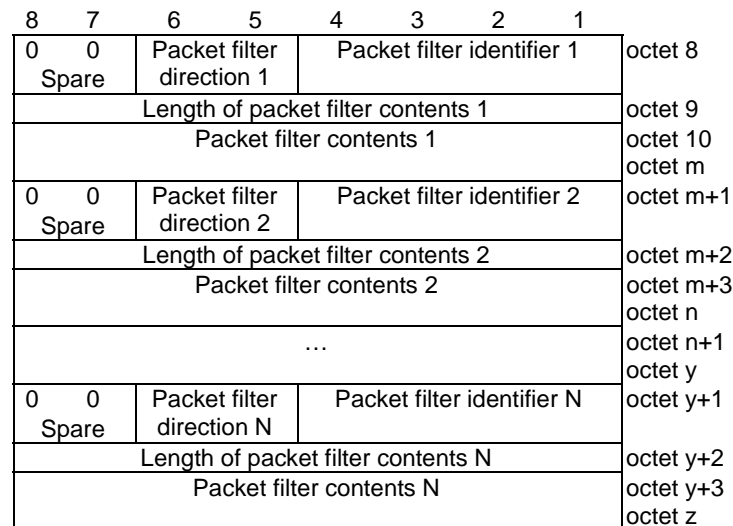 8 7 6 5 4 3 2 1
0 0 Packet filter Packet filter identifier 1 octet 8
Spare direction 1
Length of packet filter contents 1 octet 9
Packet filter contents 1 octet 10
octet m
0 0 Packet filter Packet filter identifier 2 octet m+1
Spare direction 2
Length of packet filter contents 2 octet m+2
Packet filter contents 2 octet m+3
octet n
… octet n+1
octet y
0 0 Packet filter Packet filter identifier N octet y+1
Spare direction N
Length of packet filter contents N octet y+2
Packet filter contents N octet y+3
octet z